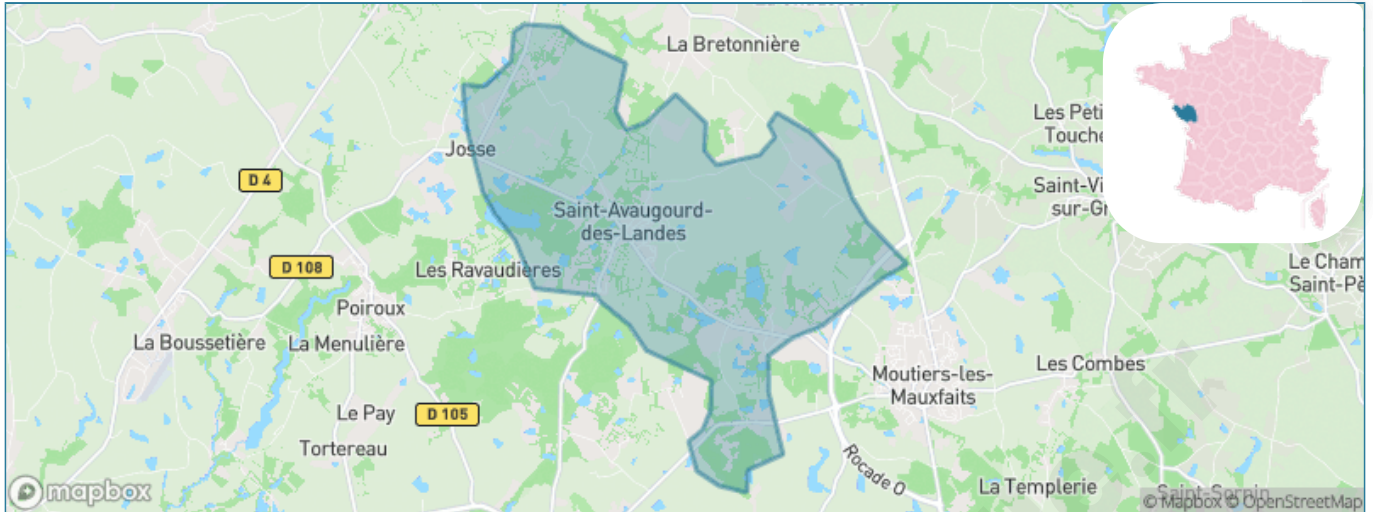 La Bretonnière
Les Peti
Touche
Josse
D 4
Saint-Vi
sur-Gr
Saint-Avaugourd-
des-Landes
Le Cham
Saint-Pè
D 108
Les Ravaudières
Poiroux
La Boussetière
La Menulière
Les Combes
Moutiers-les-
Mauxfaits
Le Pay
D 105
Tortereau
Rocade O
La Templerie
Saint-Sornin
mapbox
© Mapbox © OpenStreetMap